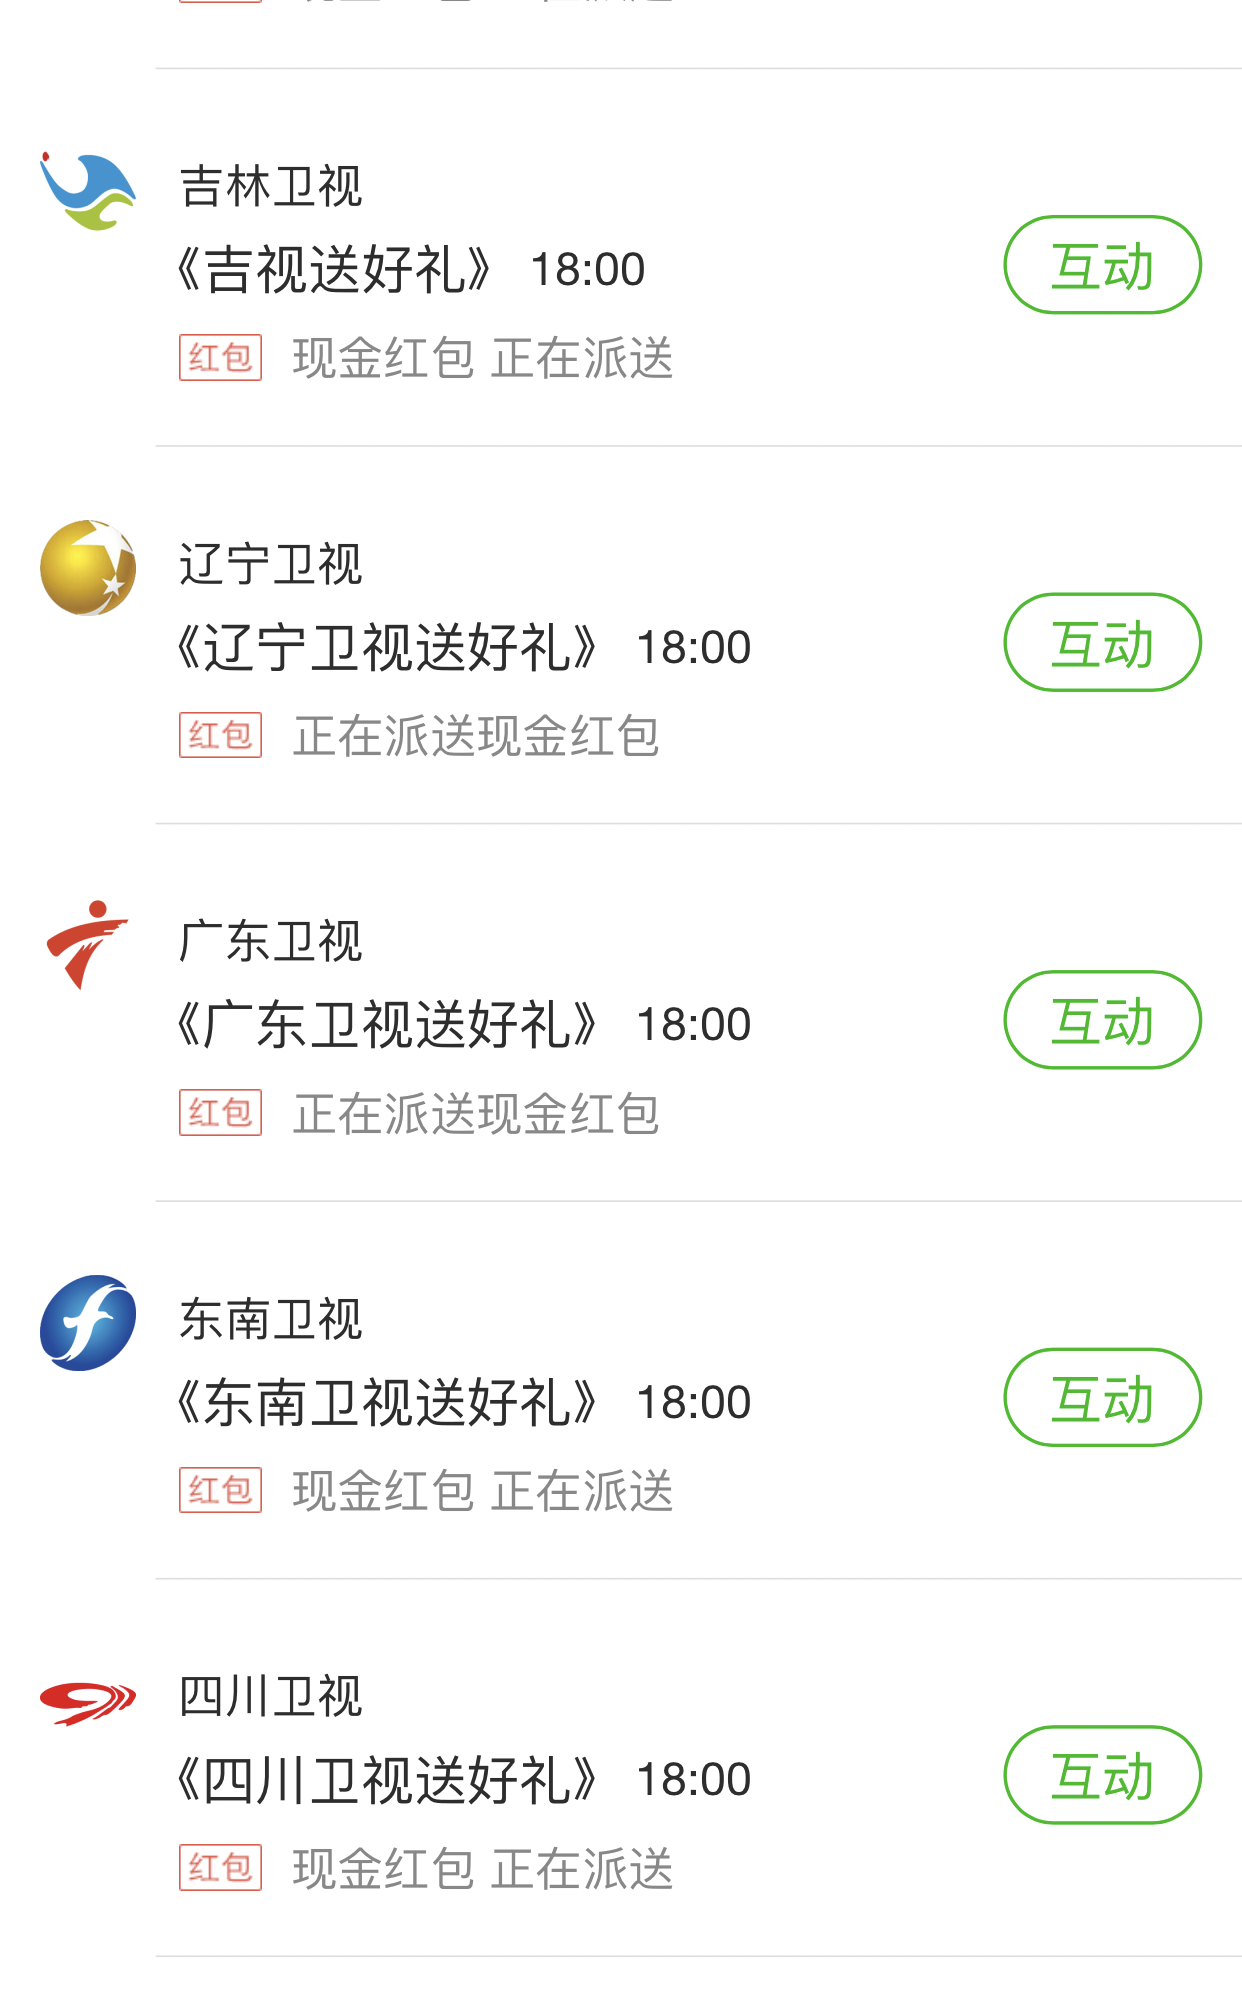 吉林卫视
《吉视送好礼》 18:00
互动
红包 现金红包 正在派送
辽宁卫视
《辽宁卫视送好礼》 18:00
互动
红包 正在派送现金红包
广东卫视
《广东卫视送好礼》 18:00
互动
红包 正在派送现金红包
东南卫视
《东南卫视送好礼》 18:00
互动
红包 现金红包 正在派送
四川卫视
《四川卫视送好礼》 18:00
互动
红包 现金红包 正在派送